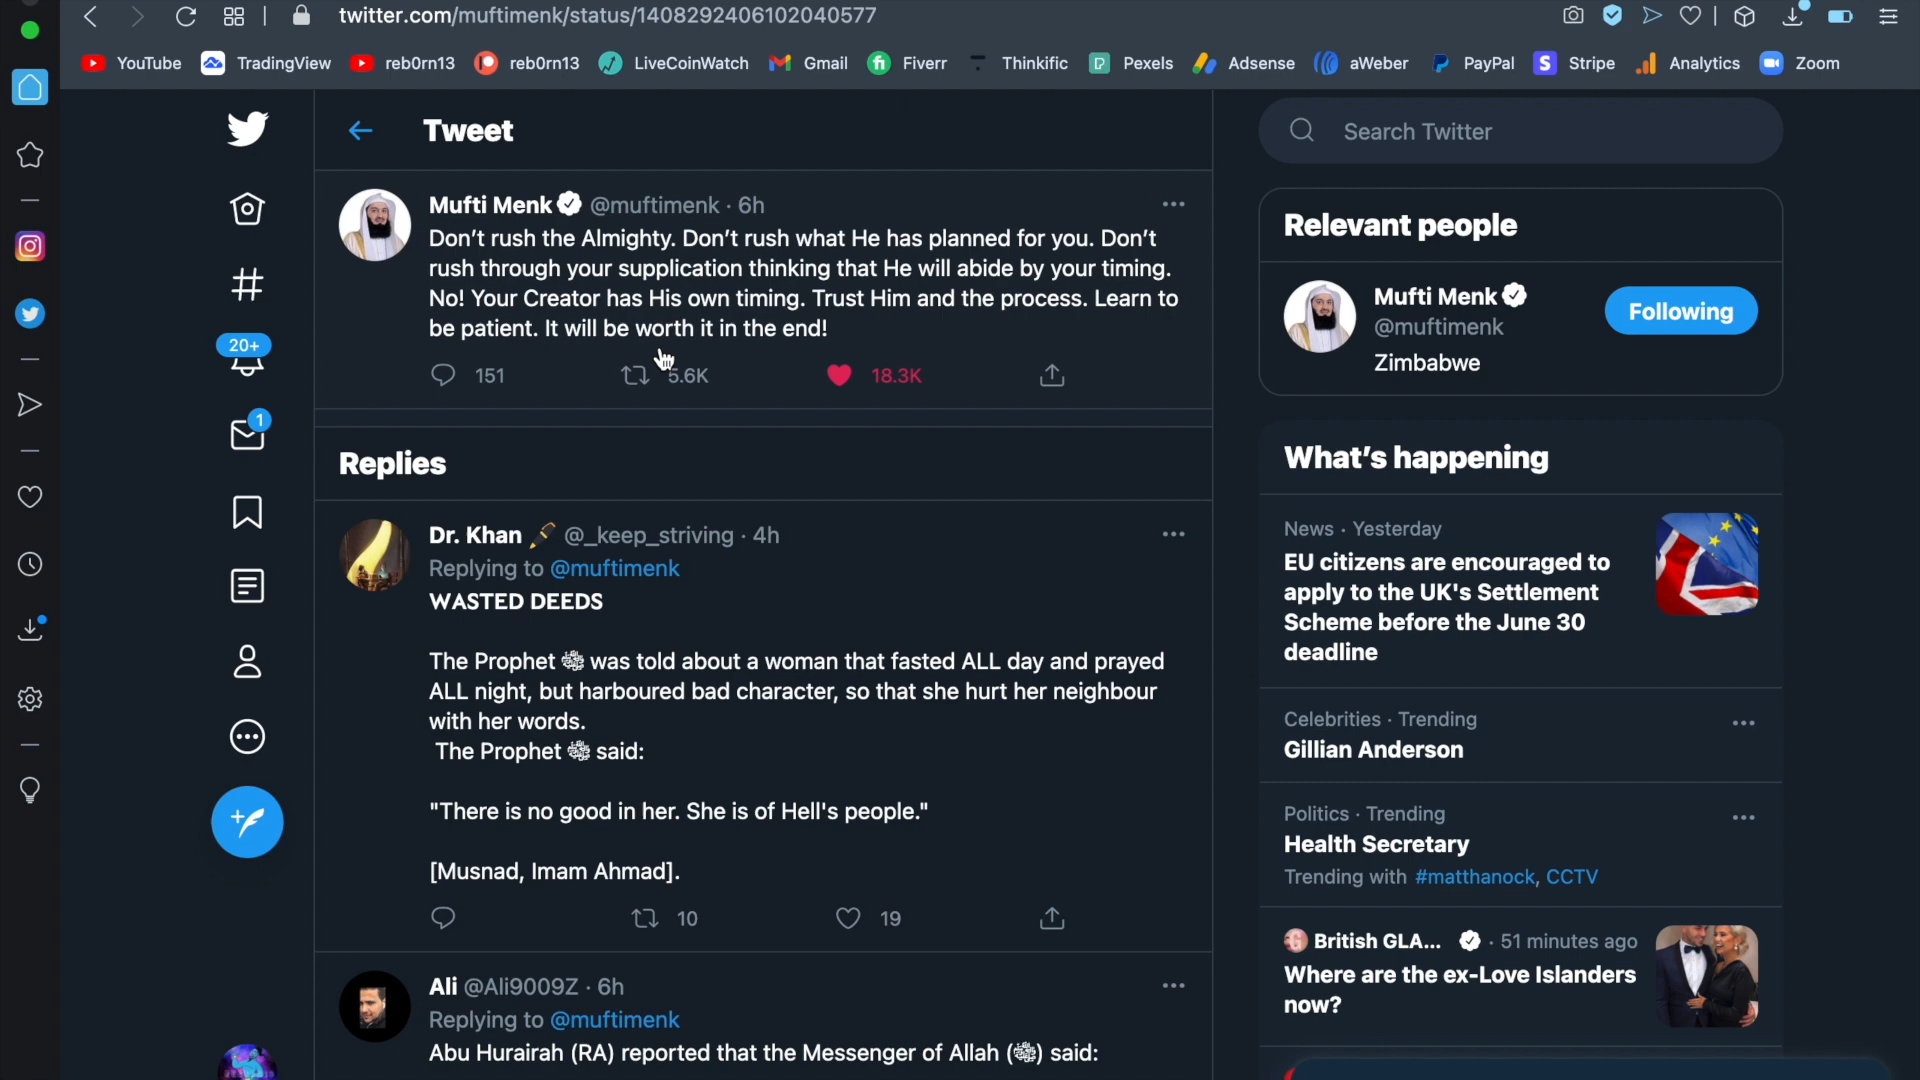 twitter.com/muftimenk/status/1408292406102040577
YouTube TradingView reb0rn13 reb0rn13 LiveCoinWatch Gmail Fiverr Thinkific Pexels Adsense aWeber PayPal Stripe Analytics Zoom
Tweet
Mufti Menk @muftimenk · 6h
Don’t rush the Almighty. Don’t rush what He has planned for you. Don’t
rush through your supplication thinking that He will abide by your timing.
No! Your Creator has His own timing. Trust Him and the process. Learn to
be patient. It will be worth it in the end!
151 5.6K 18.3K
20+
1
Replies
Dr. Khan @_keep_striving · 4h
Replying to @muftimenk
WASTED DEEDS
The Prophet ﷺ was told about a woman that fasted ALL day and prayed
ALL night, but harboured bad character, so that she hurt her neighbour
with her words.
The Prophet ﷺ said:
"There is no good in her. She is of Hell's people."
[Musnad, Imam Ahmad].
10 19
Ali @Ali9009Z · 6h
Replying to @muftimenk
Abu Hurairah (RA) reported that the Messenger of Allah (ﷺ) said:
Search Twitter
Relevant people
Mufti Menk
@muftimenk
Following
Zimbabwe
What’s happening
News · Yesterday
EU citizens are encouraged to
apply to the UK's Settlement
Scheme before the June 30
deadline
Celebrities · Trending
Gillian Anderson
Politics · Trending
Health Secretary
Trending with #matthanock, CCTV
British GLA... · 51 minutes ago
Where are the ex-Love Islanders
now?